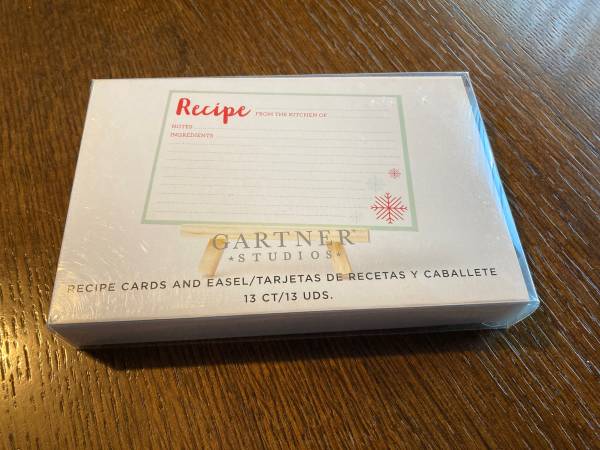 Recipe FROM THE KITCHEN OF
NOTES
INGREDIENTS
GARTNER®
★STUDIOS★
RECIPE CARDS AND EASEL/TARJETAS DE RECETAS Y CABALLETE
13 CT/13 UDS.